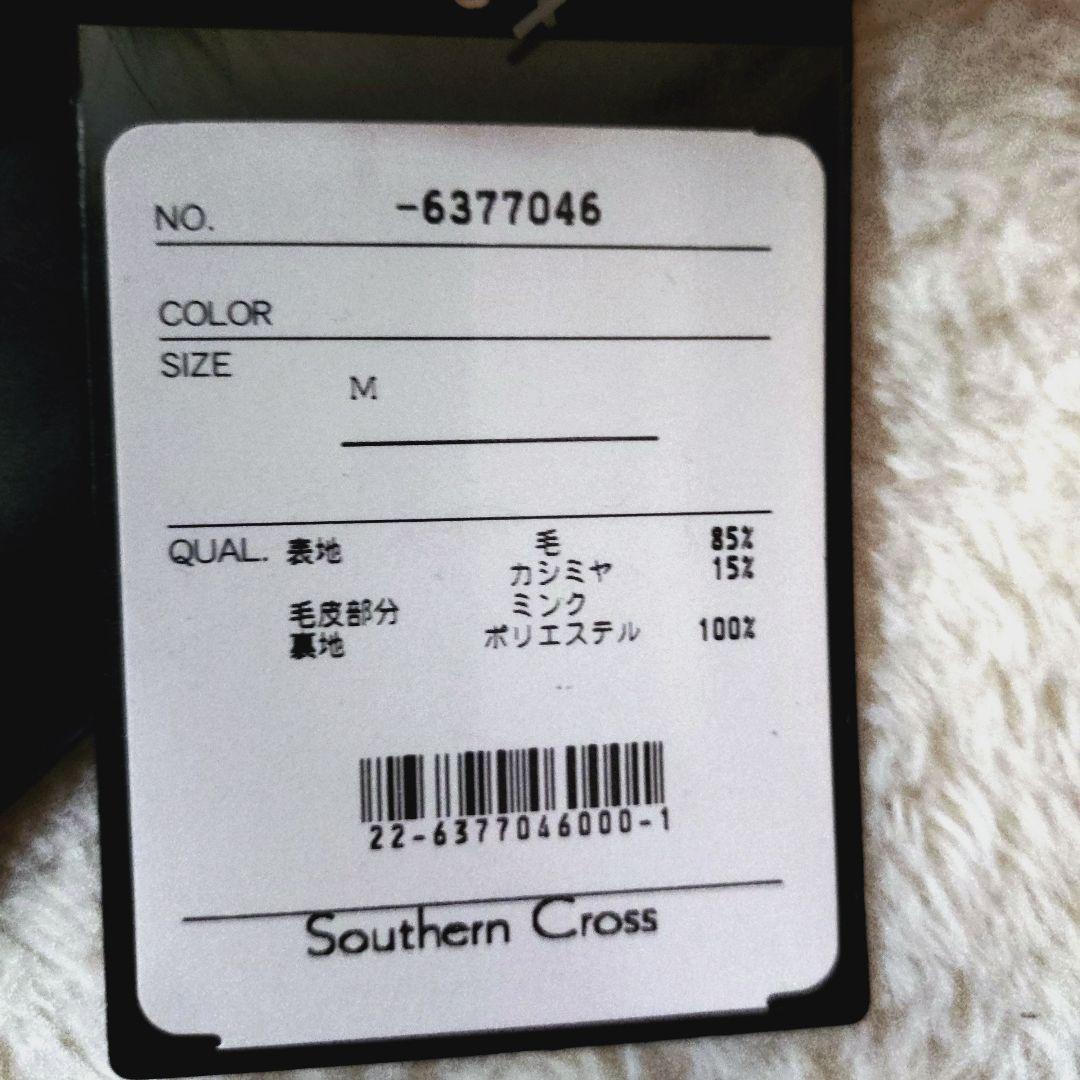 NO. -6377046
COLOR
SIZE
M
QUAL. 表地 毛 85%
カシミヤ 15%
毛皮部分 ミンク
裏地 ポリエステル 100%
22-6377046000-1
Southern Cross